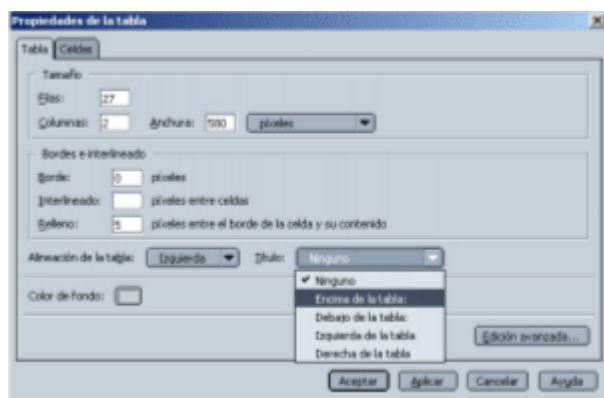 Propiedades de la tabla
Tabla Celdas
Tamaño
Filas: 27
Columnas: 2 Anchura: 580 píxeles
Bordes e interlineado
Borde: 0 píxeles
Interlineado: píxeles entre celdas
Relleno: 5 píxeles entre el borde de la celda y su contenido
Alineación de la tabla: Izquierda Título: Ninguno
Ninguno
Encima de la tabla:
Color de fondo:
Debajo de la tabla:
Izquierda de la tabla
Derecha de la tabla
Edición avanzada...
Aceptar Aplicar Cancelar Ayuda